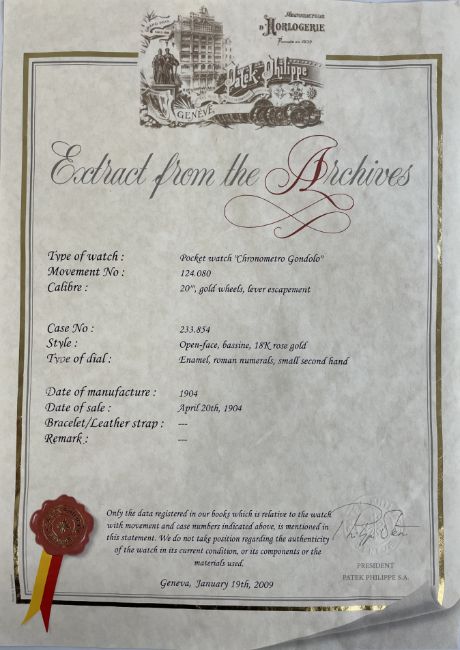 MANUFACTURE
D'HORLOGERIE
Fondée en 1839
Patek Philippe
GENÈVE
Extract from the Archives
Type of watch : Pocket watch "Chronometro Gondolo"
Movement No : 124.080
Calibre : 20''', gold wheels, lever escapement
Case No : 233.854
Style : Open-face, bassine, 18K rose gold
Type of dial : Enamel, roman numerals, small second hand
Date of manufacture : 1904
Date of sale : April 20th, 1904
Bracelet/Leather strap : ---
Remark : ---
Only the data registered in our books which is relative to the watch
with movement and case numbers indicated above, is mentioned in
this statement. We do not take position regarding the authenticity
of the watch in its current condition, or its components or the
materials used.
Geneva, January 19th, 2009
PRESIDENT
PATEK PHILIPPE S.A.